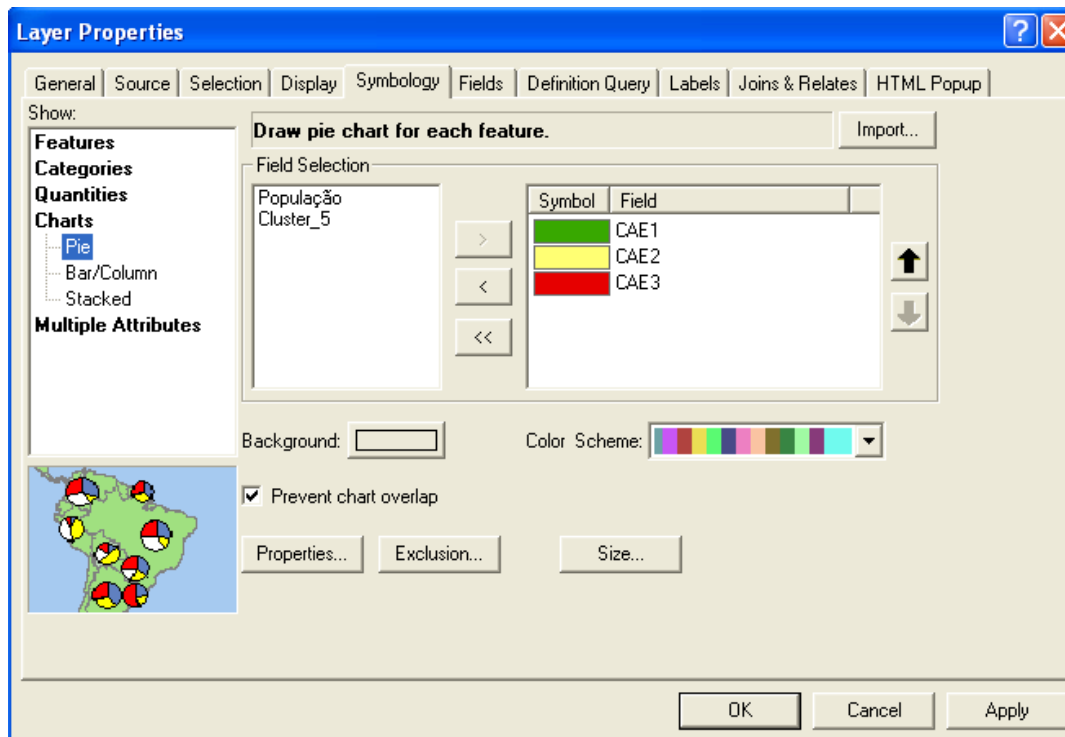 Layer Properties
General Source Selection Display Symbology Fields Definition Query Labels Joins & Relates HTML Popup
Show:
Features
Categories
Quantities
Charts
Pie
Bar/Column
Stacked
Multiple Attributes
Draw pie chart for each feature.
Import...
Field Selection
População
Cluster_5
>
<
<<
Symbol Field
CAE1
CAE2
CAE3
Background:
Color Scheme:
Prevent chart overlap
Properties... Exclusion... Size...
OK Cancel Apply